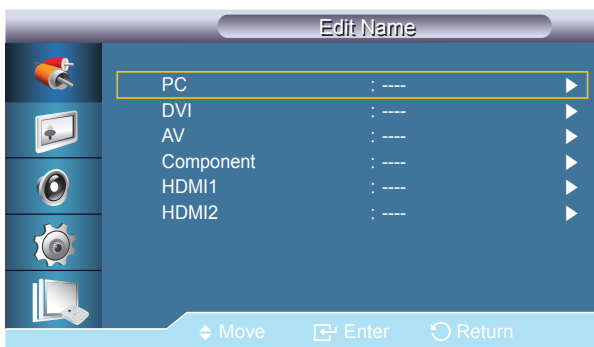 Edit Name
PC : ----
DVI : ----
AV : ----
Component : ----
HDMI1 : ----
HDMI2 : ----
Move Enter Return